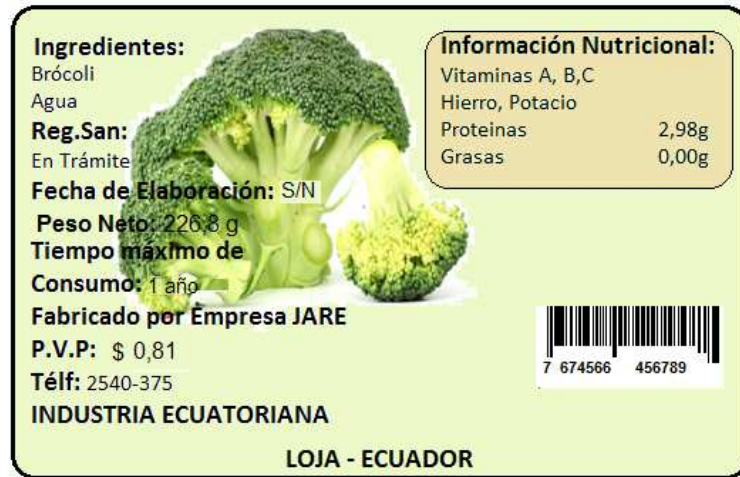 Ingredientes:
Brócoli
Agua
Reg.San:
En Trámite
Fecha de Elaboración: S/N
Peso Neto: 226,8 g
Tiempo máximo de
Consumo: 1 año
Fabricado por Empresa JARE
P.V.P: $ 0,81
Télf: 2540-375
INDUSTRIA ECUATORIANA
LOJA - ECUADOR
Información Nutricional:
Vitaminas A, B,C
Hierro, Potacio
Proteinas 2,98g
Grasas 0,00g
7 674566 456789